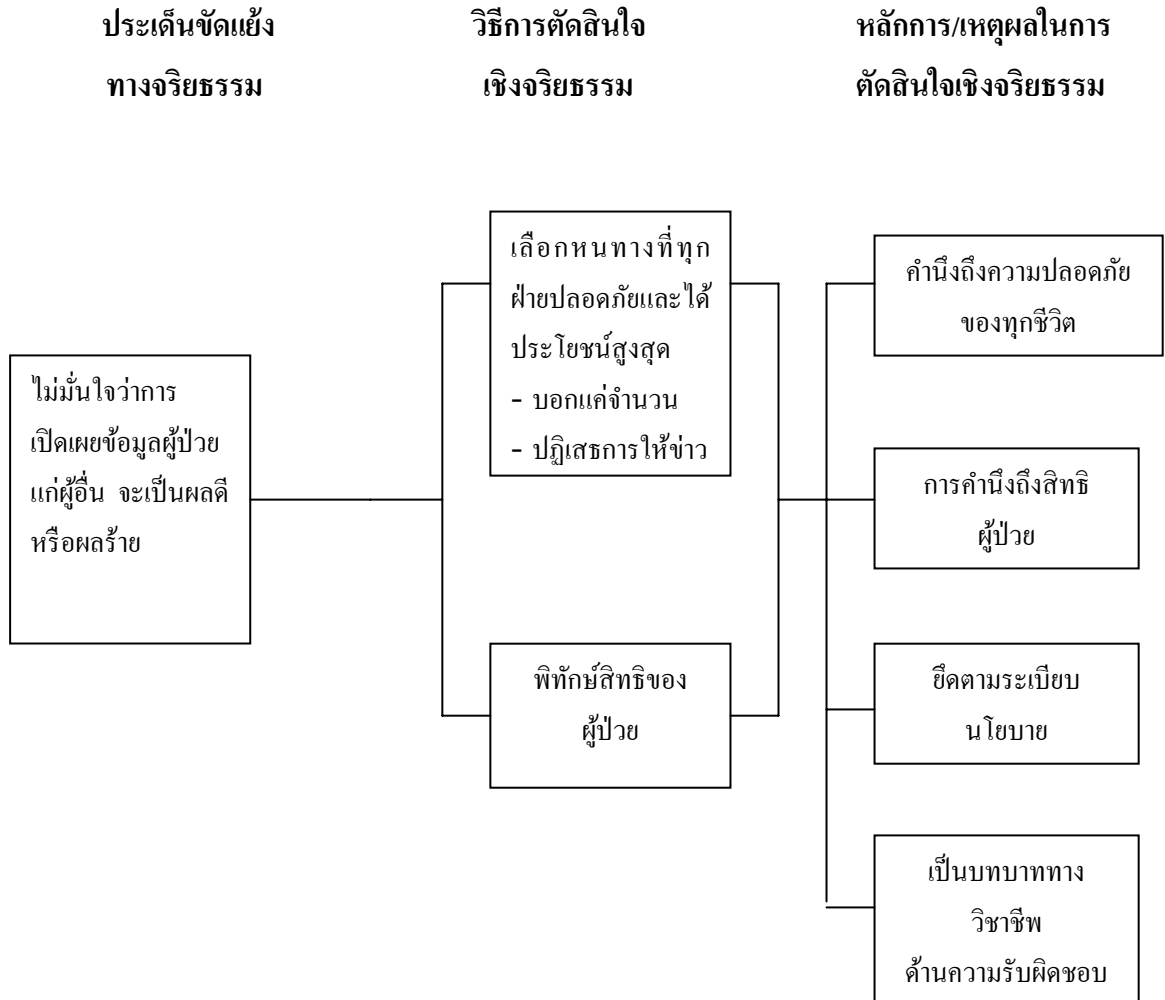 ประเด็นขัดแย้ง
ทางจริยธรรม
วิธีการตัดสินใจ
เชิงจริยธรรม
หลักการ/เหตุผลในการ
ตัดสินใจเชิงจริยธรรม
ไม่มั่นใจว่าการ
เปิดเผยข้อมูลผู้ป่วย
แก่ผู้อื่น จะเป็นผลดี
หรือผลร้าย
เลือกหนทางที่ทุก
ฝ่ายปลอดภัยและได้
ประโยชน์สูงสุด
- บอกแค่จำนวน
- ปฏิเสธการให้ข่าว
พิทักษ์สิทธิของ
ผู้ป่วย
คำนึงถึงความปลอดภัย
ของทุกชีวิต
การคำนึงถึงสิทธิ
ผู้ป่วย
ยึดตามระเบียบ
นโยบาย
เป็นบทบาททาง
วิชาชีพ
ด้านความรับผิดชอบ